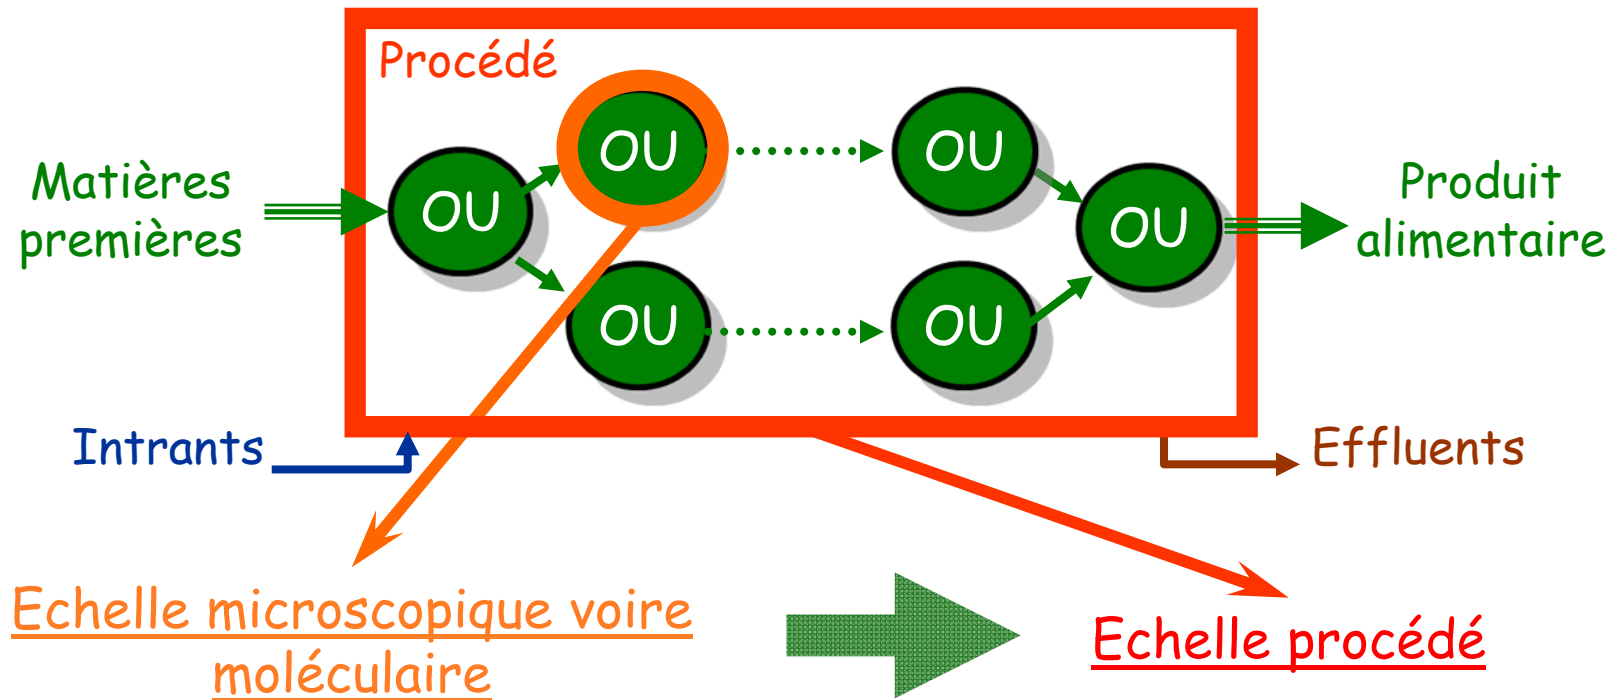 Procédé
OU
OU
OU
Matières
premières
OU
OU
Produit
alimentaire
OU
OU
Intrants
Effluents
Echelle microscopique voire
moléculaire
Echelle procédé